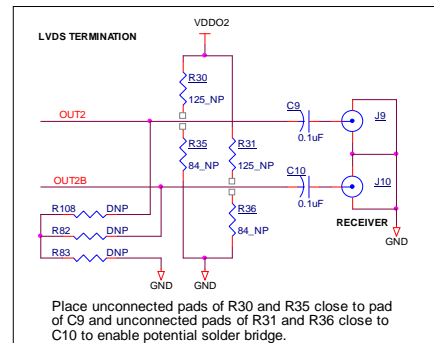 LVDS TERMINATION
VDDO2
R30
125_NP
OUT2
R35
84_NP
R31
125_NP
C9
0.1uF
J9
OUT2B
C10
0.1uF
J10
R36
84_NP
RECEIVER
R108 DNP
R82 DNP
R83 DNP
GND
GND
GND
Place unconnected pads of R30 and R35 close to pad
of C9 and unconnected pads of R31 and R36 close to
C10 to enable potential solder bridge.